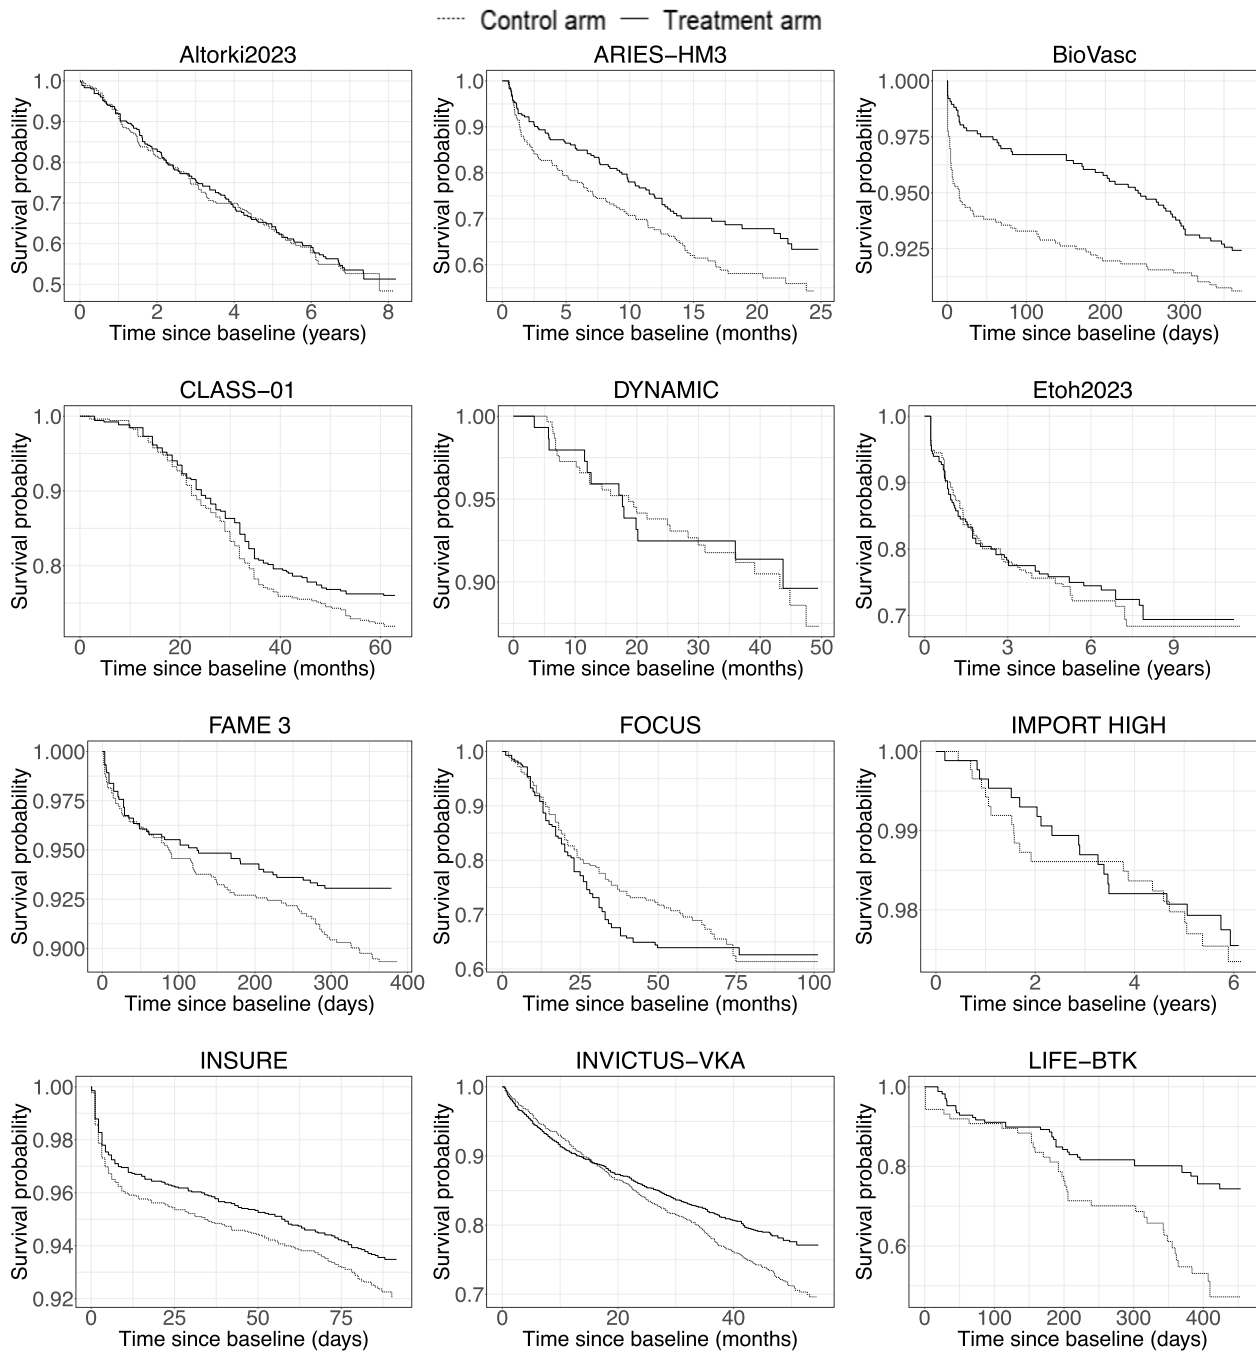 Control arm Treatment arm
Altorki2023 ARIES−HM3 BioVasc
Survival probability
1.0
0.9
0.8
0.7
0.6
0.5
0 2 4 6 8
Time since baseline (years)
Survival probability
1.0
0.9
0.8
0.7
0.6
0 5 10 15 20 25
Time since baseline (months)
Survival probability
1.000
0.975
0.950
0.925
0 100 200 300
Time since baseline (days)
CLASS−01 DYNAMIC Etoh2023
Survival probability
1.0
0.9
0.8
0 20 40 60
Time since baseline (months)
Survival probability
1.00
0.95
0.90
0 10 20 30 40 50
Time since baseline (months)
Survival probability
1.0
0.9
0.8
0.7
0 3 6 9
Time since baseline (years)
FAME 3 FOCUS IMPORT HIGH
Survival probability
1.000
0.975
0.950
0.925
0.900
0 100 200 300 400
Time since baseline (days)
Survival probability
1.0
0.9
0.8
0.7
0.6
0 25 50 75 100
Time since baseline (months)
Survival probability
1.00
0.99
0.98
0 2 4 6
Time since baseline (years)
INSURE INVICTUS−VKA LIFE−BTK
Survival probability
1.00
0.98
0.96
0.94
0.92
0 25 50 75
Time since baseline (days)
Survival probability
1.0
0.9
0.8
0.7
0 20 40
Time since baseline (months)
Survival probability
1.0
0.8
0.6
0 100 200 300 400
Time since baseline (days)